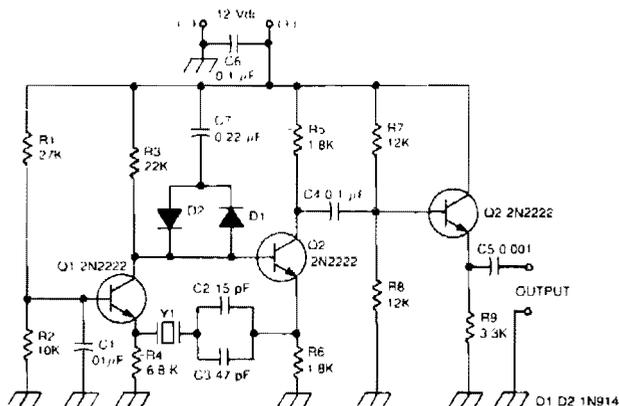 12 Vdc
(-)
(+)
C6
0.1 µF
C7
0.22 µF
R1
27K
R3
22K
R5
1.8K
R7
12K
C4 0.1 µF
D2
D1
Q2 2N2222
Q1 2N2222
Q2
2N2222
C5 0.001
C2 15 pF
OUTPUT
R8
12K
Y1
R2
10K
C1
.01µF
R4
6.8 K
C3 47 pF
R6
1.8K
R9
3.3K
D1 D2 1N914